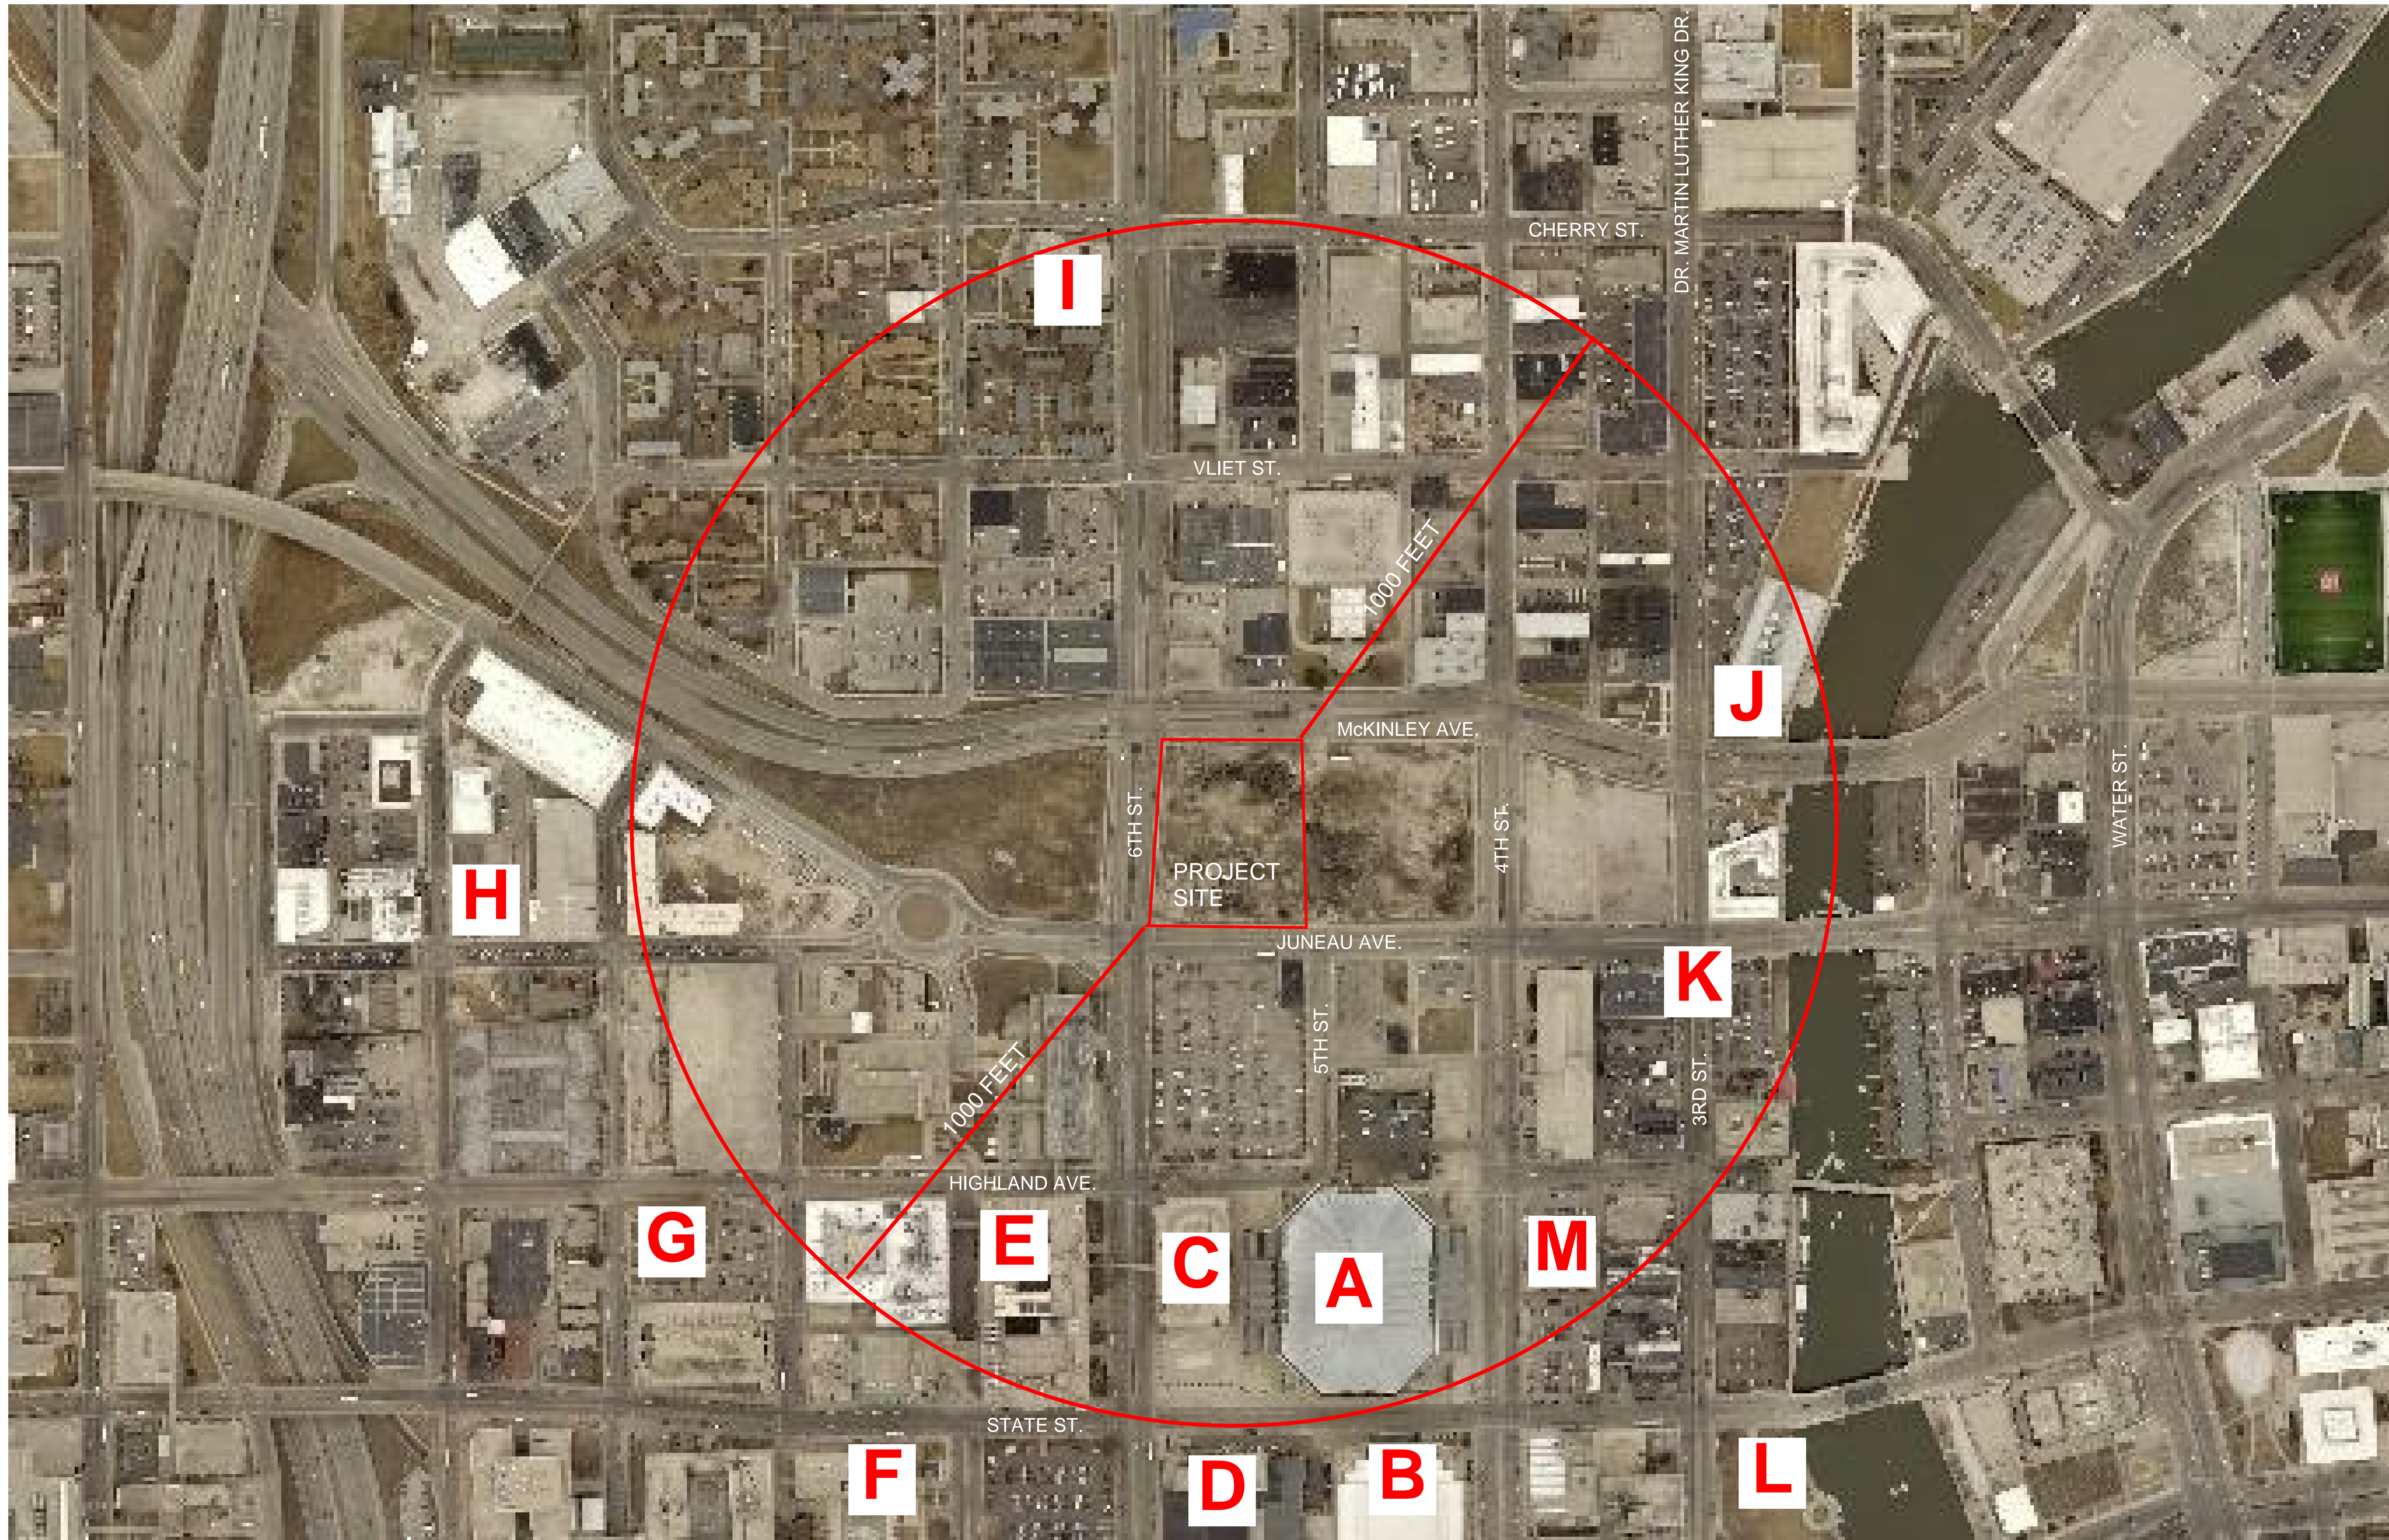 DR. MARTIN LUTHER KING DR.
CHERRY ST.
I
VLIET ST.
1000 FEET
J
McKINLEY AVE.
6TH ST.
4TH ST.
WATER ST.
PROJECT
SITE
H
JUNEAU AVE.
K
5TH ST.
3RD ST.
1000 FEET
HIGHLAND AVE.
G
E
C
A
M
STATE ST.
F
D
B
L